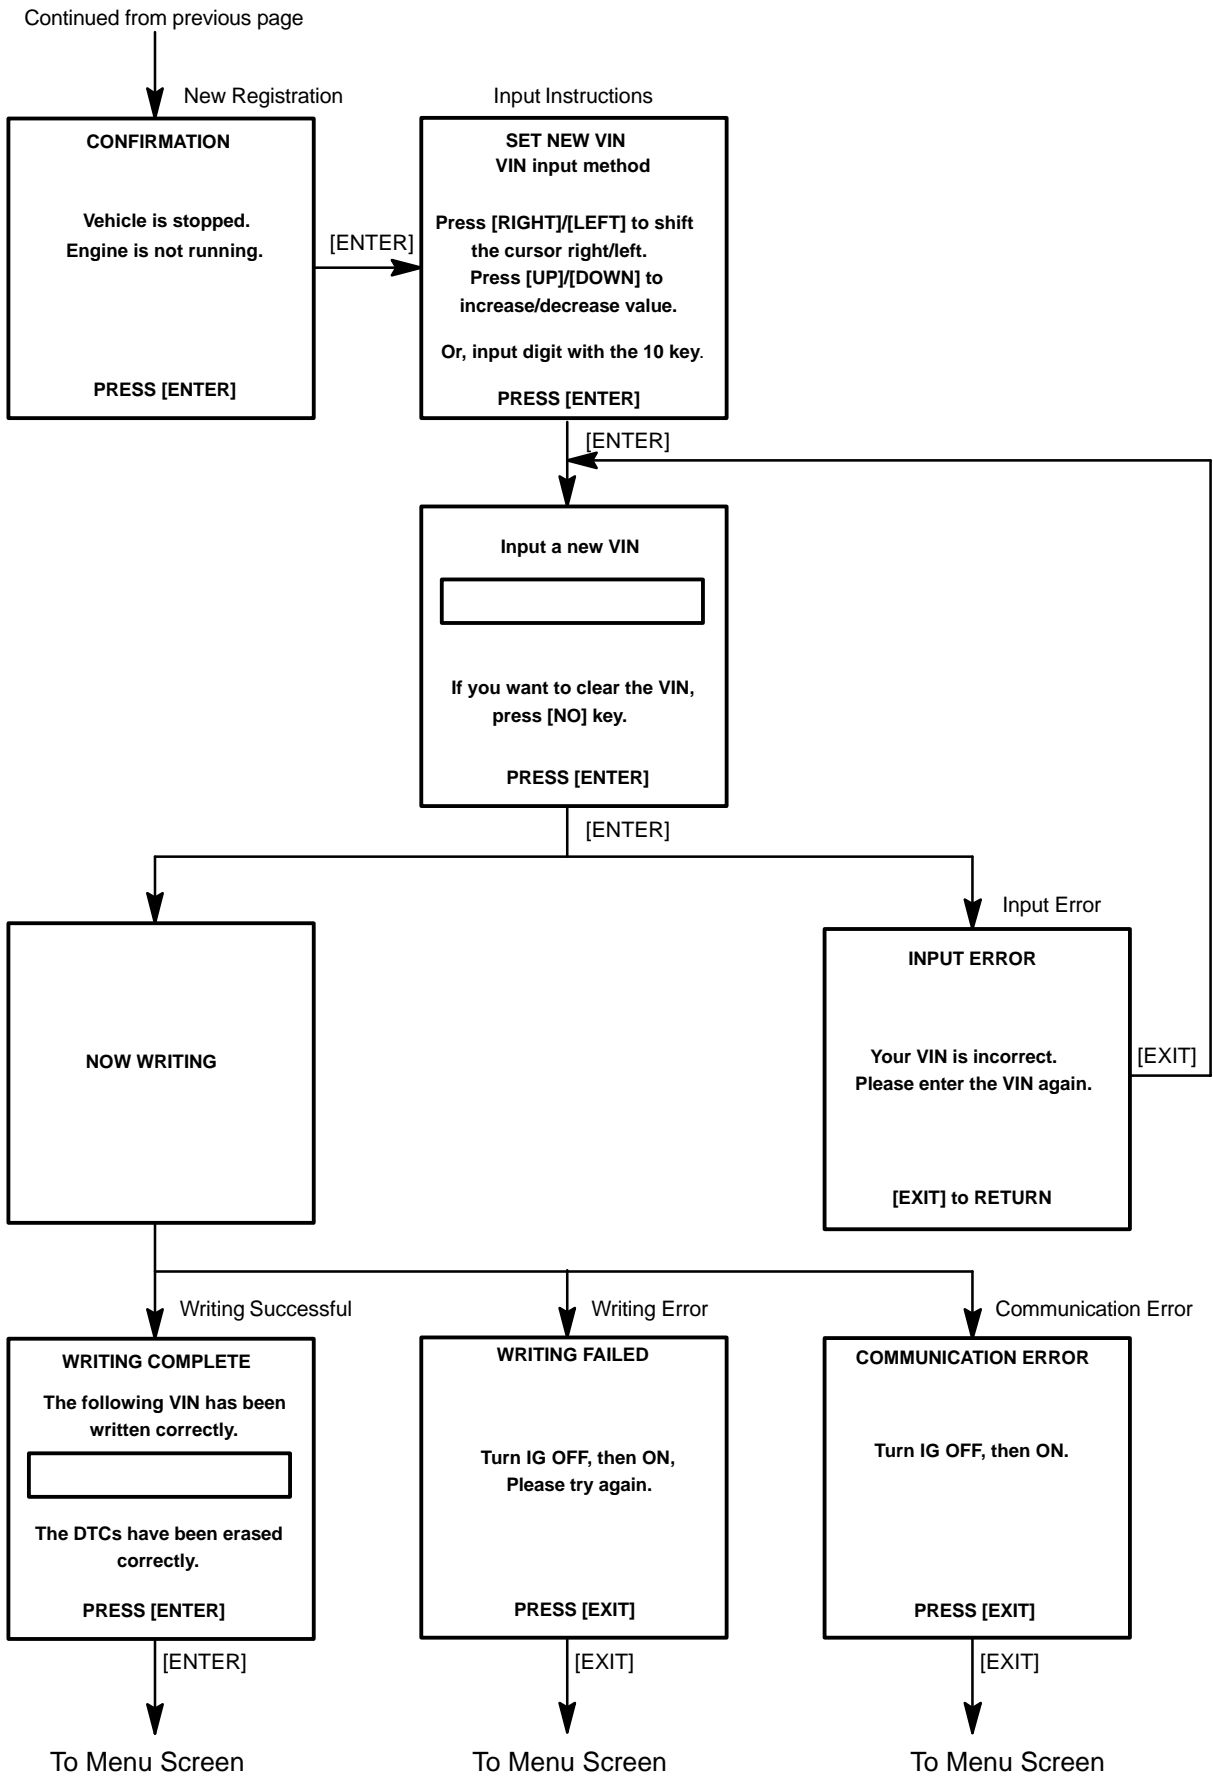 Continued from previous page
New Registration
CONFIRMATION
Vehicle is stopped.
Engine is not running.
PRESS [ENTER]
[ENTER]
Input Instructions
SET NEW VIN
VIN input method
Press [RIGHT]/[LEFT] to shift
the cursor right/left.
Press [UP]/[DOWN] to
increase/decrease value.
Or, input digit with the 10 key.
PRESS [ENTER]
[ENTER]
Input a new VIN
If you want to clear the VIN,
press [NO] key.
PRESS [ENTER]
[ENTER]
NOW WRITING
Input Error
INPUT ERROR
Your VIN is incorrect.
Please enter the VIN again.
[EXIT] to RETURN
[EXIT]
Writing Successful
WRITING COMPLETE
The following VIN has been
written correctly.
The DTCs have been erased
correctly.
PRESS [ENTER]
[ENTER]
To Menu Screen
Writing Error
WRITING FAILED
Turn IG OFF, then ON,
Please try again.
PRESS [EXIT]
[EXIT]
To Menu Screen
Communication Error
COMMUNICATION ERROR
Turn IG OFF, then ON.
PRESS [EXIT]
[EXIT]
To Menu Screen